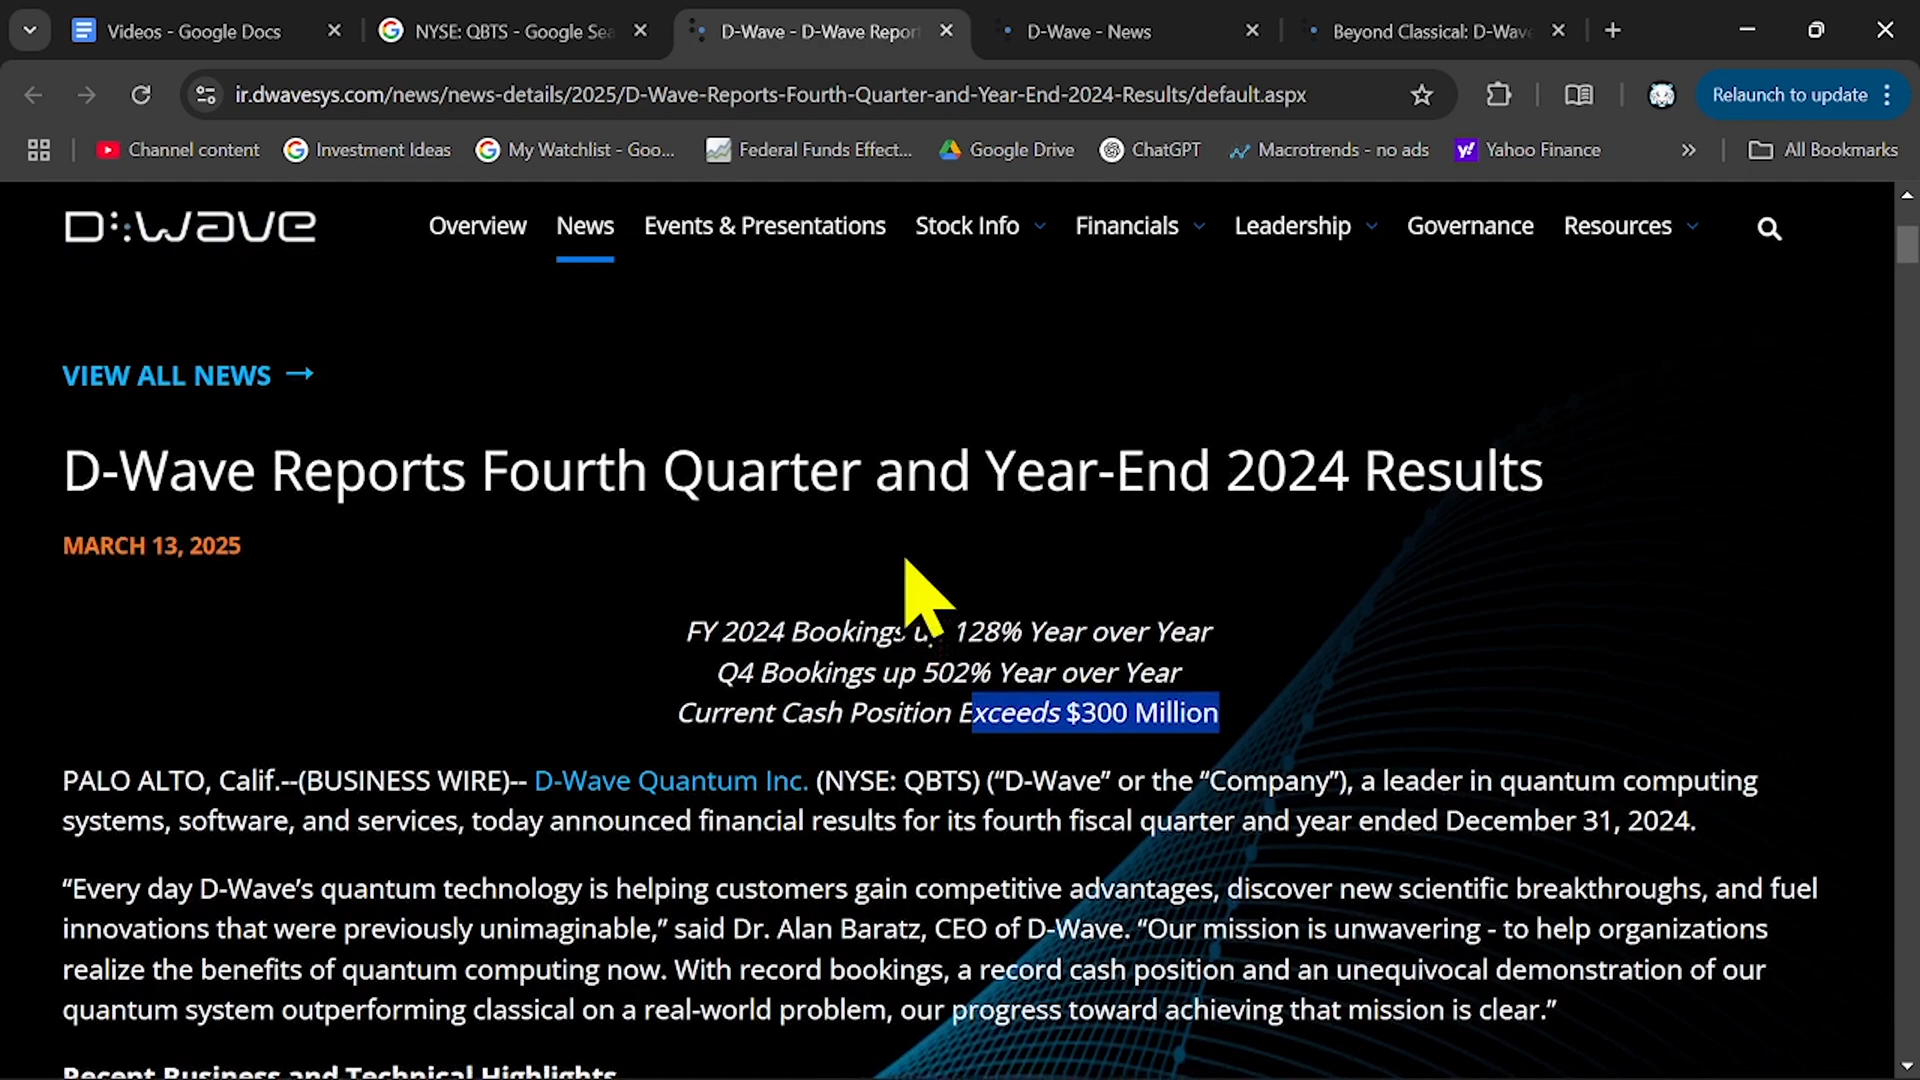 Videos - Google Docs
NYSE: QBTS - Google Sea
D-Wave - D-Wave Report
D-Wave - News
Beyond Classical: D-Wave
ir.dwavesys.com/news/news-details/2025/D-Wave-Reports-Fourth-Quarter-and-Year-End-2024-Results/default.aspx
Relaunch to update
Channel content
Investment Ideas
My Watchlist - Goo...
Federal Funds Effect...
Google Drive
ChatGPT
Macrotrends - no ads
Yahoo Finance
All Bookmarks
D-Wave
Overview
News
Events & Presentations
Stock Info
Financials
Leadership
Governance
Resources
VIEW ALL NEWS →
D-Wave Reports Fourth Quarter and Year-End 2024 Results
MARCH 13, 2025
FY 2024 Bookings 128% Year over Year
Q4 Bookings up 502% Year over Year
Current Cash Position Exceeds $300 Million
PALO ALTO, Calif.--(BUSINESS WIRE)-- D-Wave Quantum Inc. (NYSE: QBTS) (“D-Wave” or the “Company”), a leader in quantum computing
systems, software, and services, today announced financial results for its fourth fiscal quarter and year ended December 31, 2024.
“Every day D-Wave’s quantum technology is helping customers gain competitive advantages, discover new scientific breakthroughs, and fuel
innovations that were previously unimaginable,” said Dr. Alan Baratz, CEO of D-Wave. “Our mission is unwavering - to help organizations
realize the benefits of quantum computing now. With record bookings, a record cash position and an unequivocal demonstration of our
quantum system outperforming classical on a real-world problem, our progress toward achieving that mission is clear.”
Recent Business and Technical Highlights